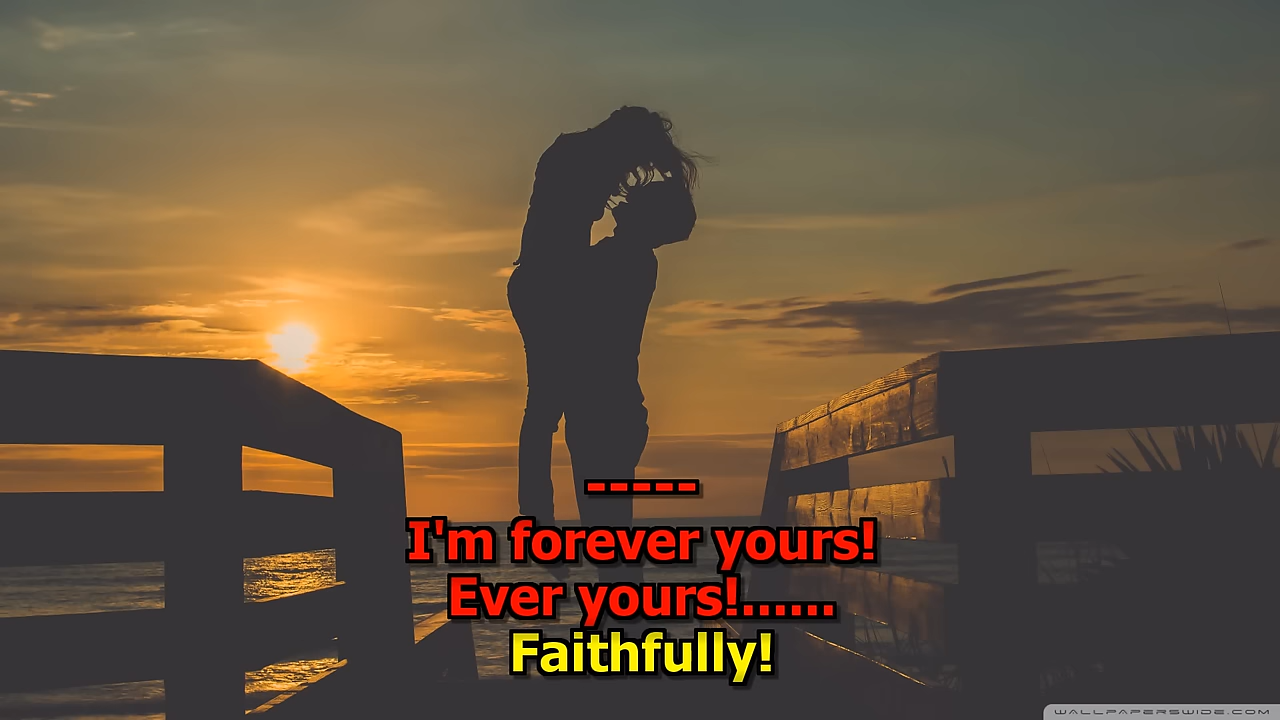 -----
I'm forever yours!
Ever yours!......
Faithfully!
WALLPAPERSWIDE.COM